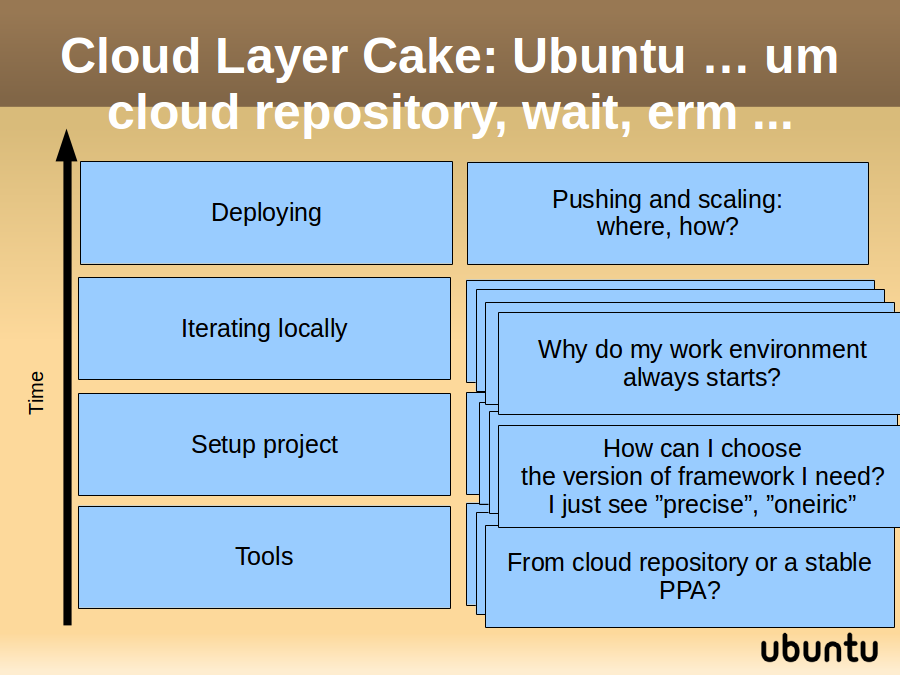 Cloud Layer Cake: Ubuntu … um
cloud repository, wait, erm ...
Deploying
Pushing and scaling:
where, how?
Iterating locally
Why do my work environment
always starts?
Time
Setup project
How can I choose
the version of framework I need?
I just see ”precise”, ”oneiric”
Tools
From cloud repository or a stable
PPA?
ubuntu